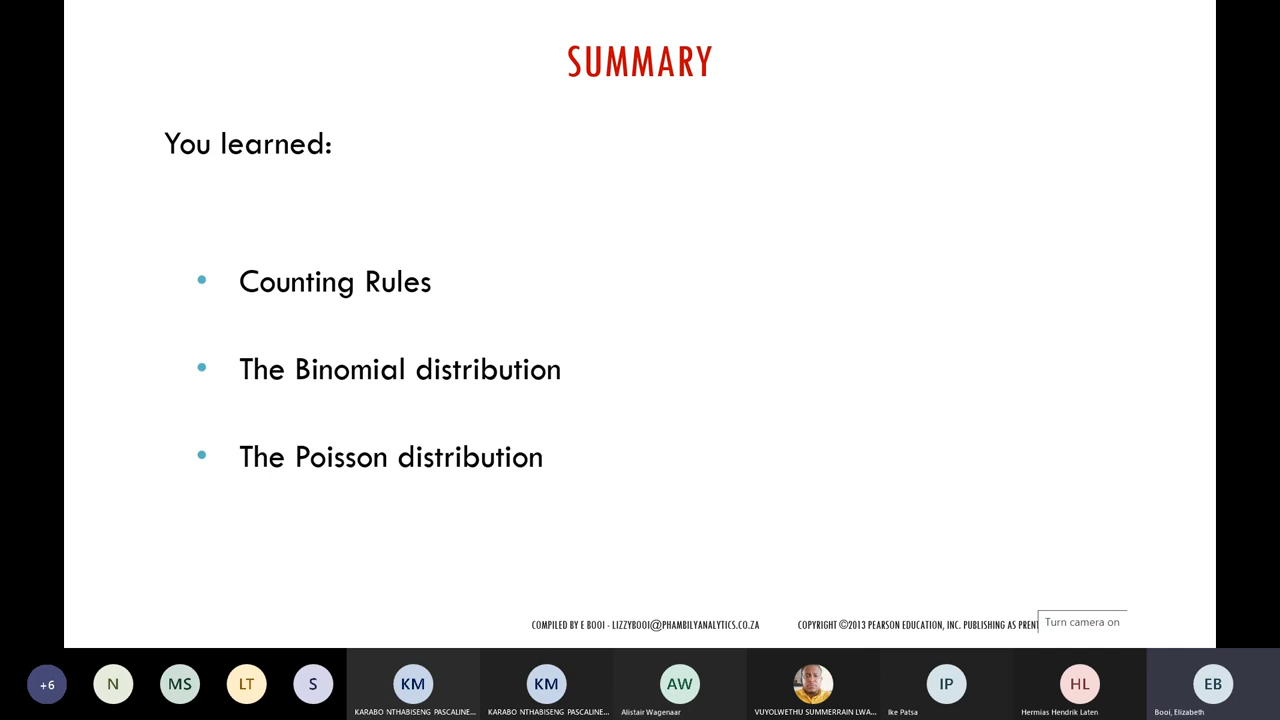 SUMMARY
You learned:
• Counting Rules
• The Binomial distribution
• The Poisson distribution
COMPILED BY E BOOI - LIZZYBOOI@PHAMBILYANALYTICS.CO.ZA
COPYRIGHT ©2013 PEARSON EDUCATION, INC. PUBLISHING AS PRENT
Turn camera on
+6
N
MS
LT
S
KM
KM
AW
IP
HL
EB
KARABO NTHABISENG PASCALINE...
KARABO NTHABISENG PASCALINE...
Alistair Wagenaar
VUYOLWETHU SUMMERRAIN LWA...
Ike Patsa
Hermias Hendrik Laten
Booi, Elizabeth